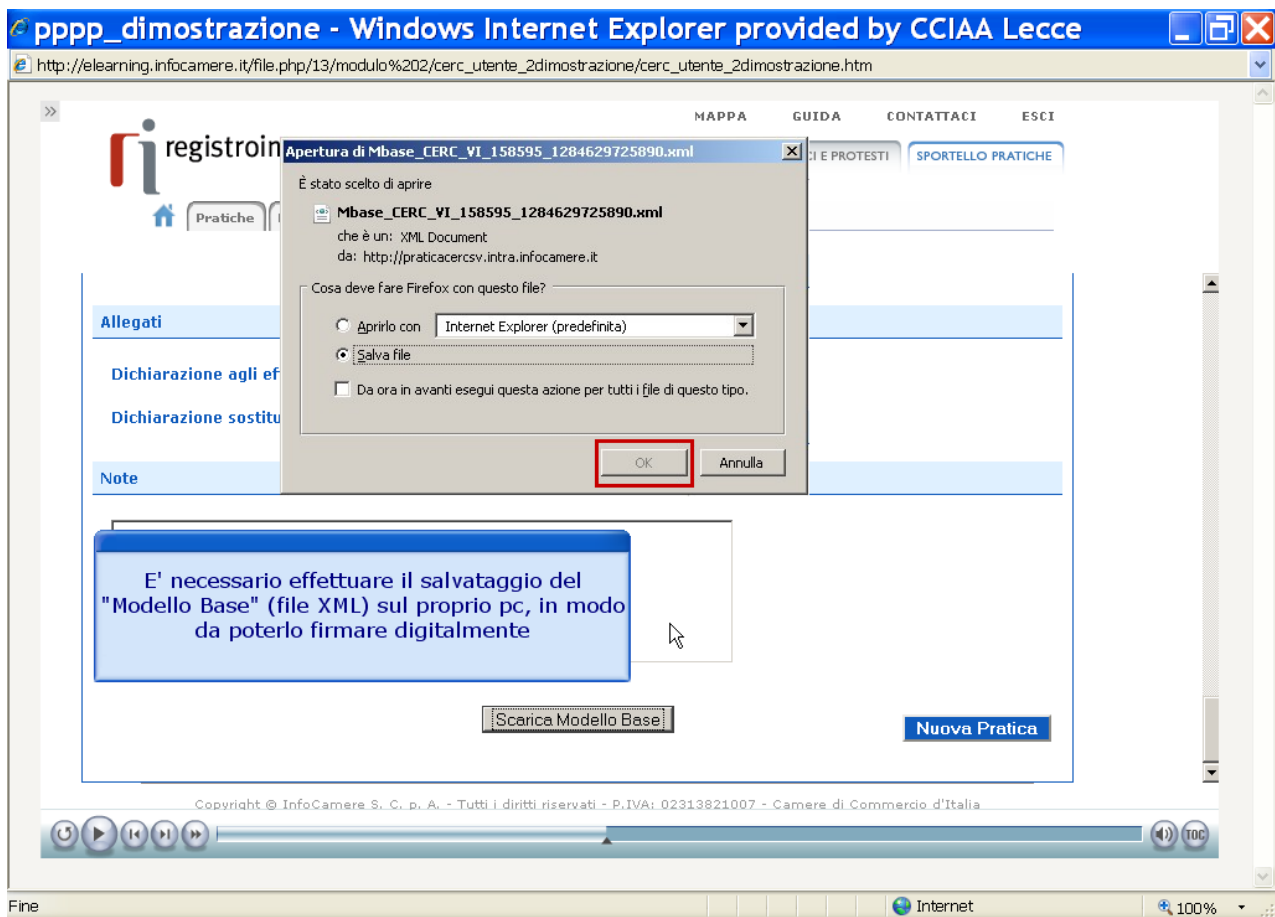 pppp_dimostrazione - Windows Internet Explorer provided by CCIAA Lecce
http://elearning.infocamere.it/file.php/13/modulo%202/cerc_utente_2dimostrazione/cerc_utente_2dimostrazione.htm
MAPPA GUIDA CONTATTACI ESCI
registroin
CI E PROTESTI SPORTELLO PRATICHE
Pratiche
Apertura di Mbase_CERC_VI_158595_1284629725890.xml
È stato scelto di aprire
Mbase_CERC_VI_158595_1284629725890.xml
che è un: XML Document
da: http://praticacercsv.intra.infocamere.it
Cosa deve fare Firefox con questo file?
Aprirlo con Internet Explorer (predefinita)
Salva file
Da ora in avanti esegui questa azione per tutti i file di questo tipo.
OK Annulla
Allegati
Dichiarazione agli ef
Dichiarazione sostitu
Note
E' necessario effettuare il salvataggio del
"Modello Base" (file XML) sul proprio pc, in modo
da poterlo firmare digitalmente
Scarica Modello Base
Nuova Pratica
Copyright © InfoCamere S. C. p. A. - Tutti i diritti riservati - P.IVA: 02313821007 - Camere di Commercio d'Italia
TOC
Fine Internet 100%